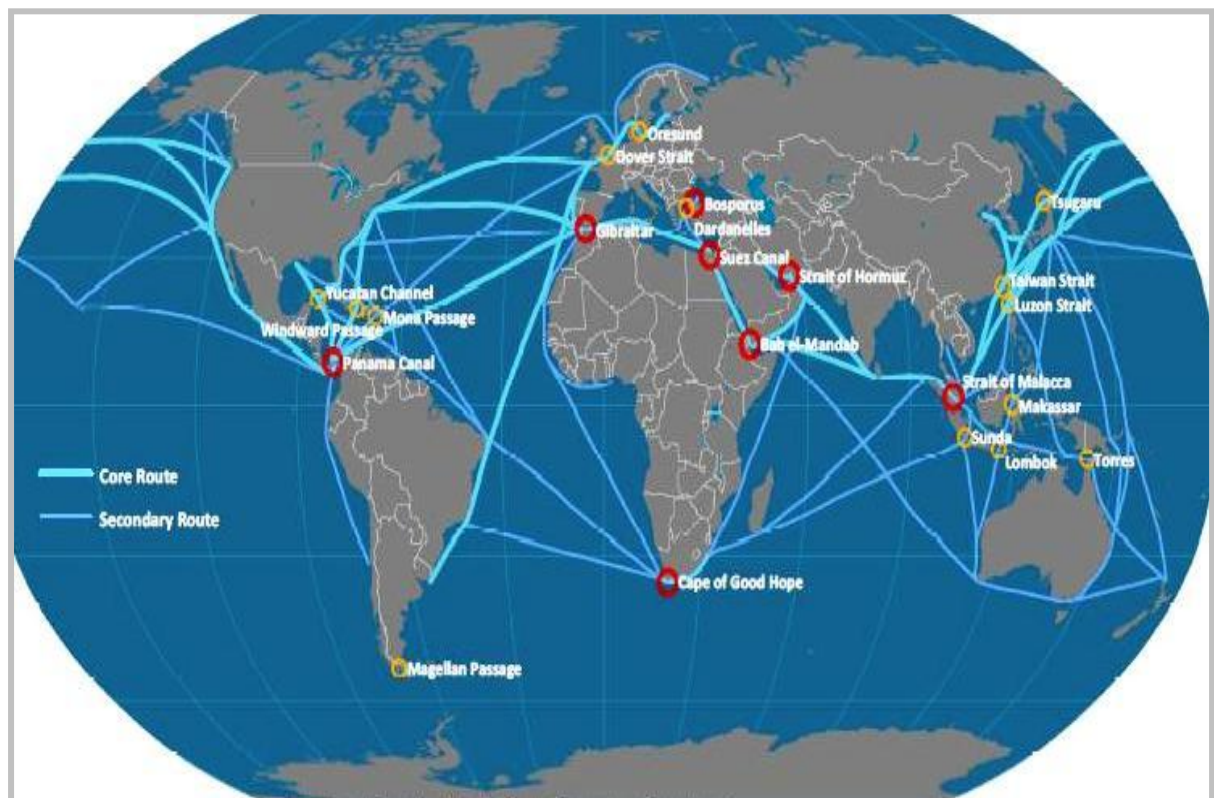 Oresund
Dover Strait
Bosporus
Tsugaru
Gibraltar
Dardanelles
Suez Canal
Strait of Hormuz
Taiwan Strait
Yucatan Channel
Luzon Strait
Mona Passage
Windward Passage
Bab el-Mandab
Panama Canal
Strait of Malacca
Makassar
Sunda
Lombok
Torres
Core Route
Secondary Route
Cape of Good Hope
Magellan Passage